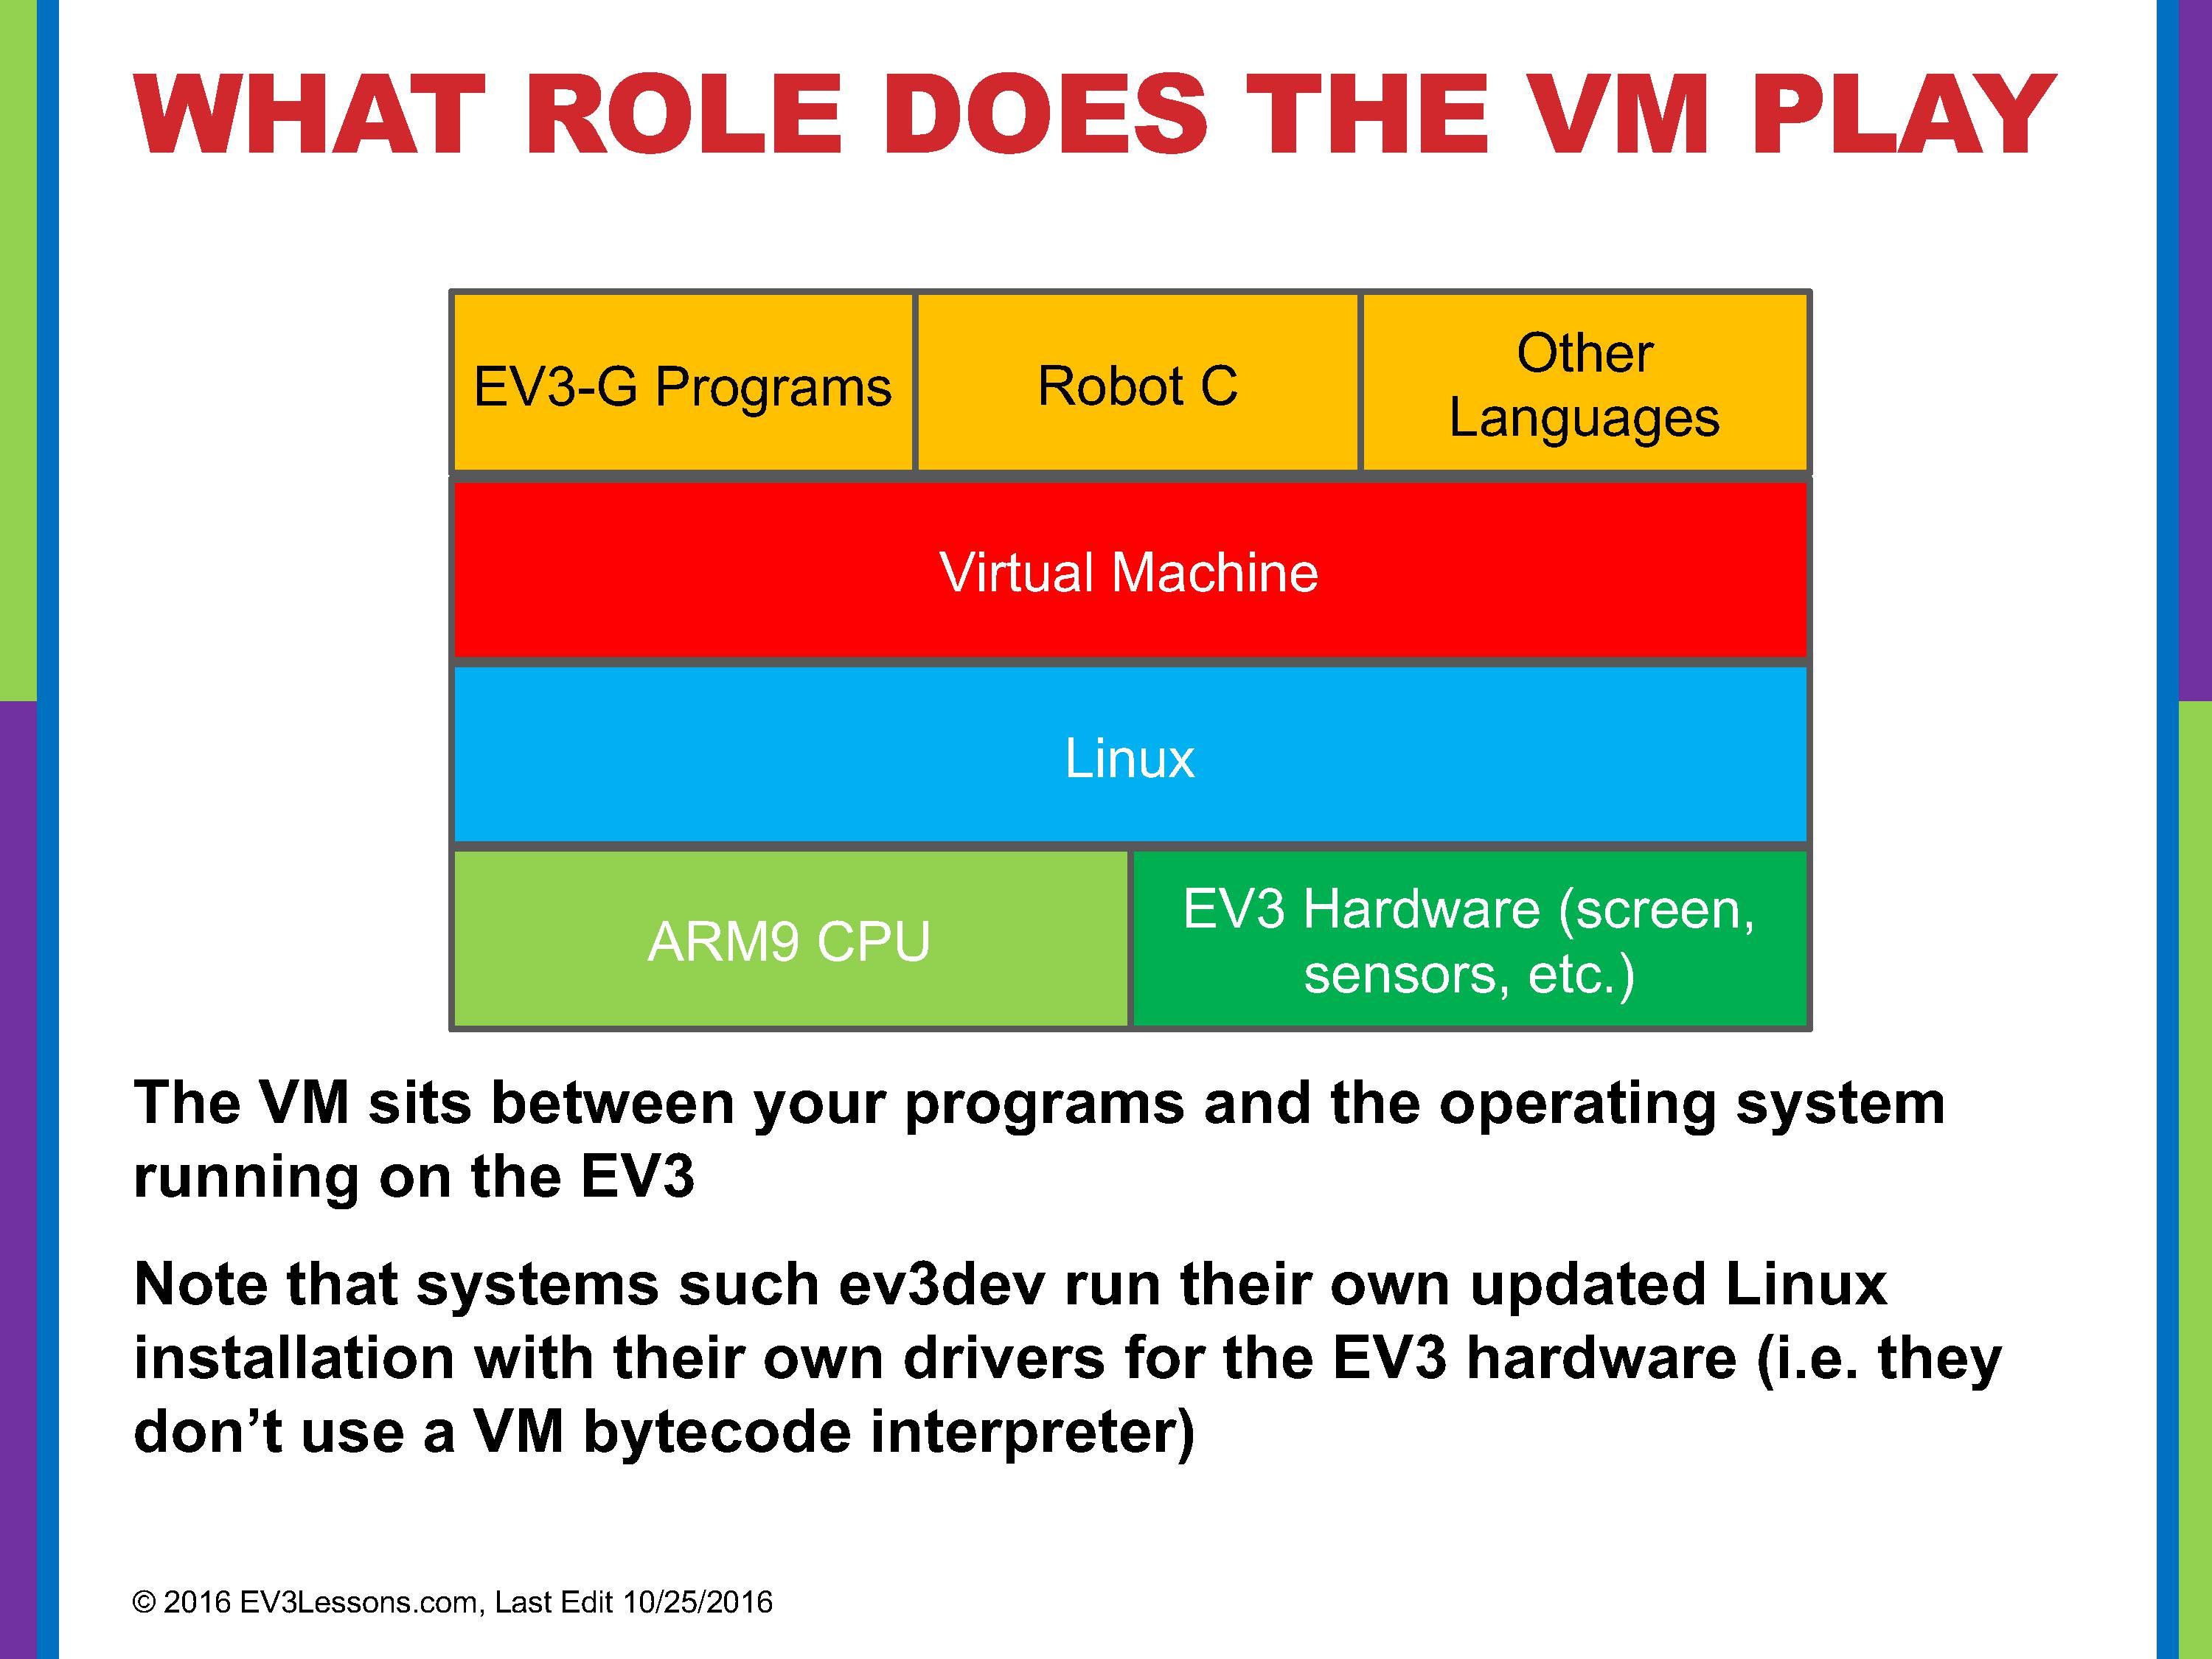 WHAT ROLE DOES THE VM PLAY
EV3-G Programs
Robot C
Other
Languages
Virtual Machine
Linux
ARM9 CPU
EV3 Hardware (screen,
sensors, etc.)
The VM sits between your programs and the operating system
running on the EV3
Note that systems such ev3dev run their own updated Linux
installation with their own drivers for the EV3 hardware (i.e. they
don’t use a VM bytecode interpreter)
© 2016 EV3Lessons.com, Last Edit 10/25/2016